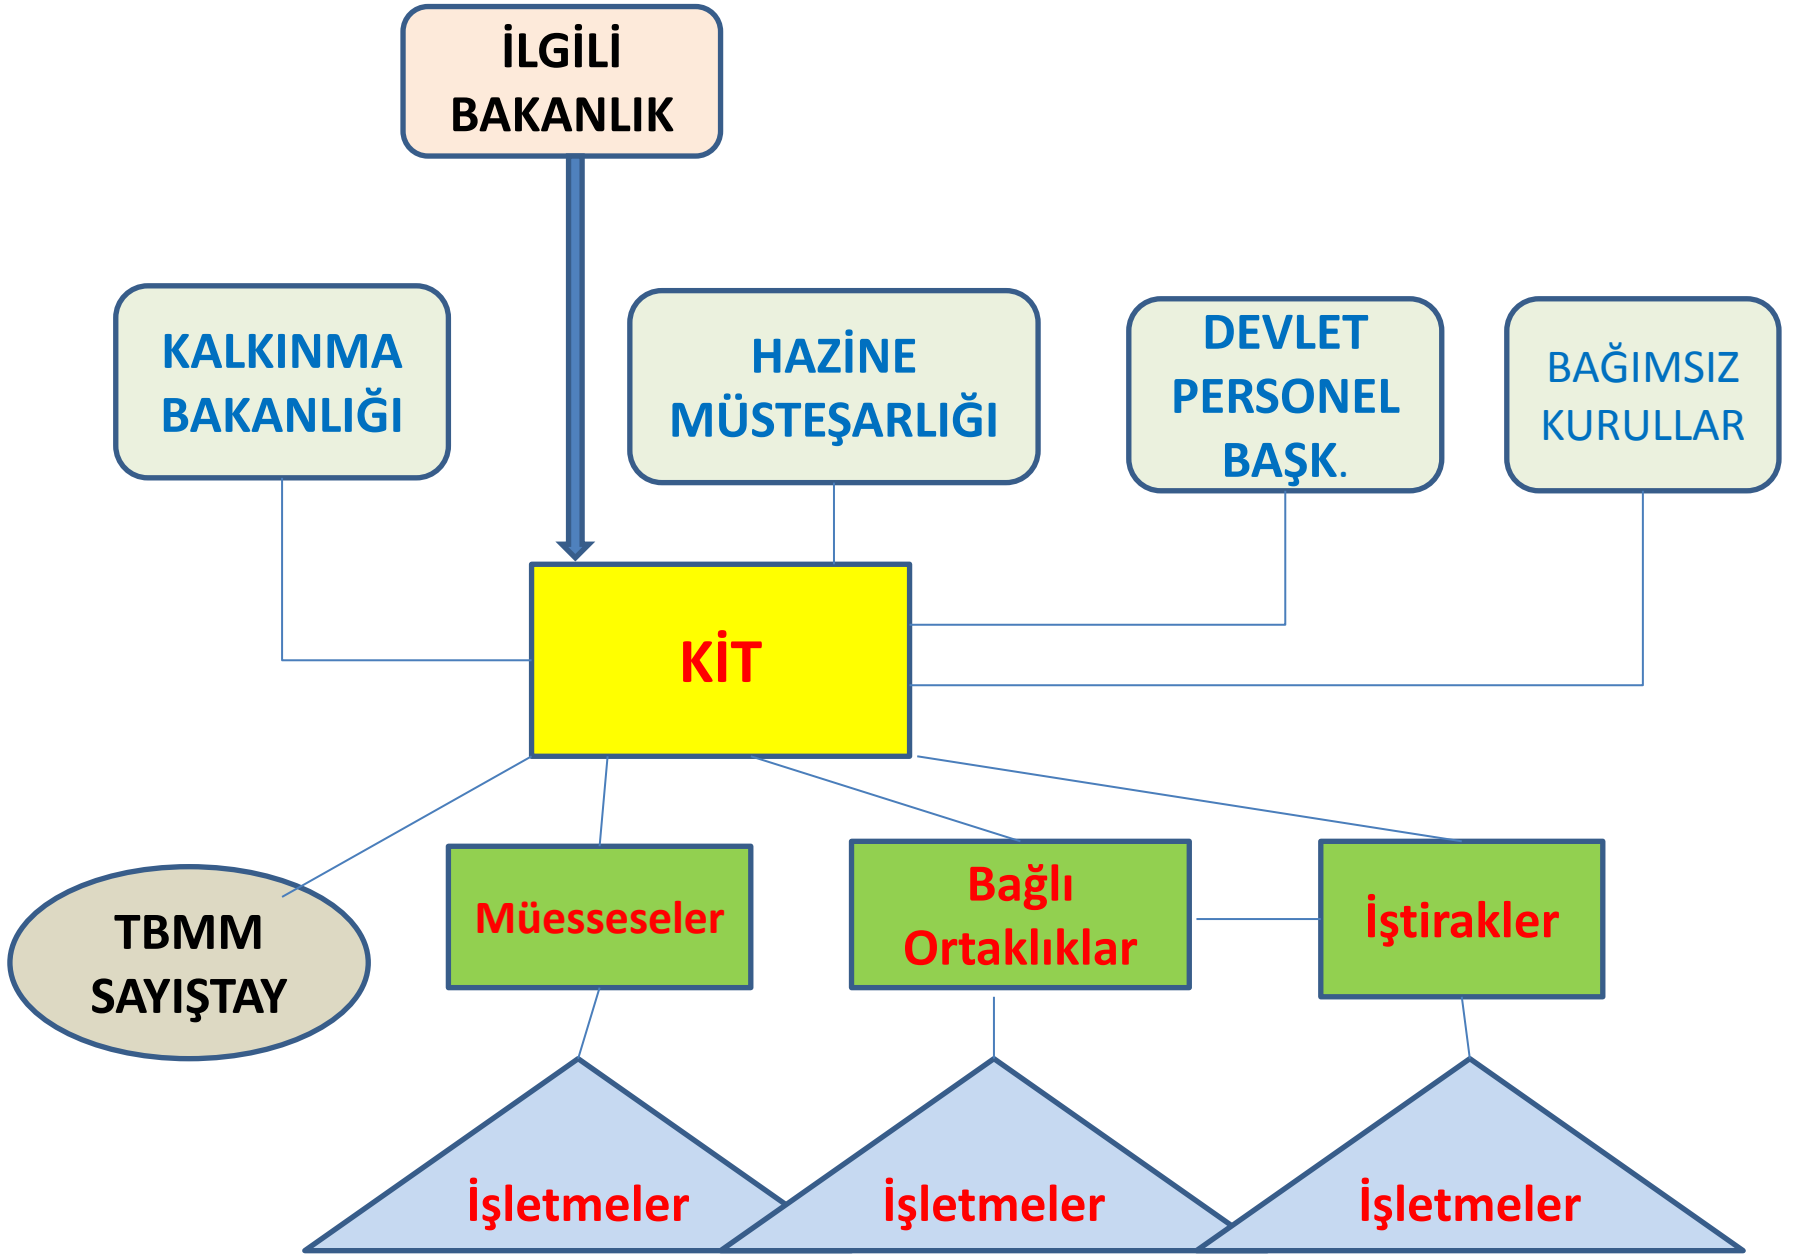 İLGİLİ
BAKANLIK
KALKINMA
BAKANLIĞI
HAZİNE
MÜSTEŞARLIĞI
DEVLET
PERSONEL
BAŞK.
BAĞIMSIZ
KURULLAR
KİT
TBMM
SAYIŞTAY
Müesseseler
Bağlı
Ortaklıklar
İştirakler
İşletmeler
İşletmeler
İşletmeler